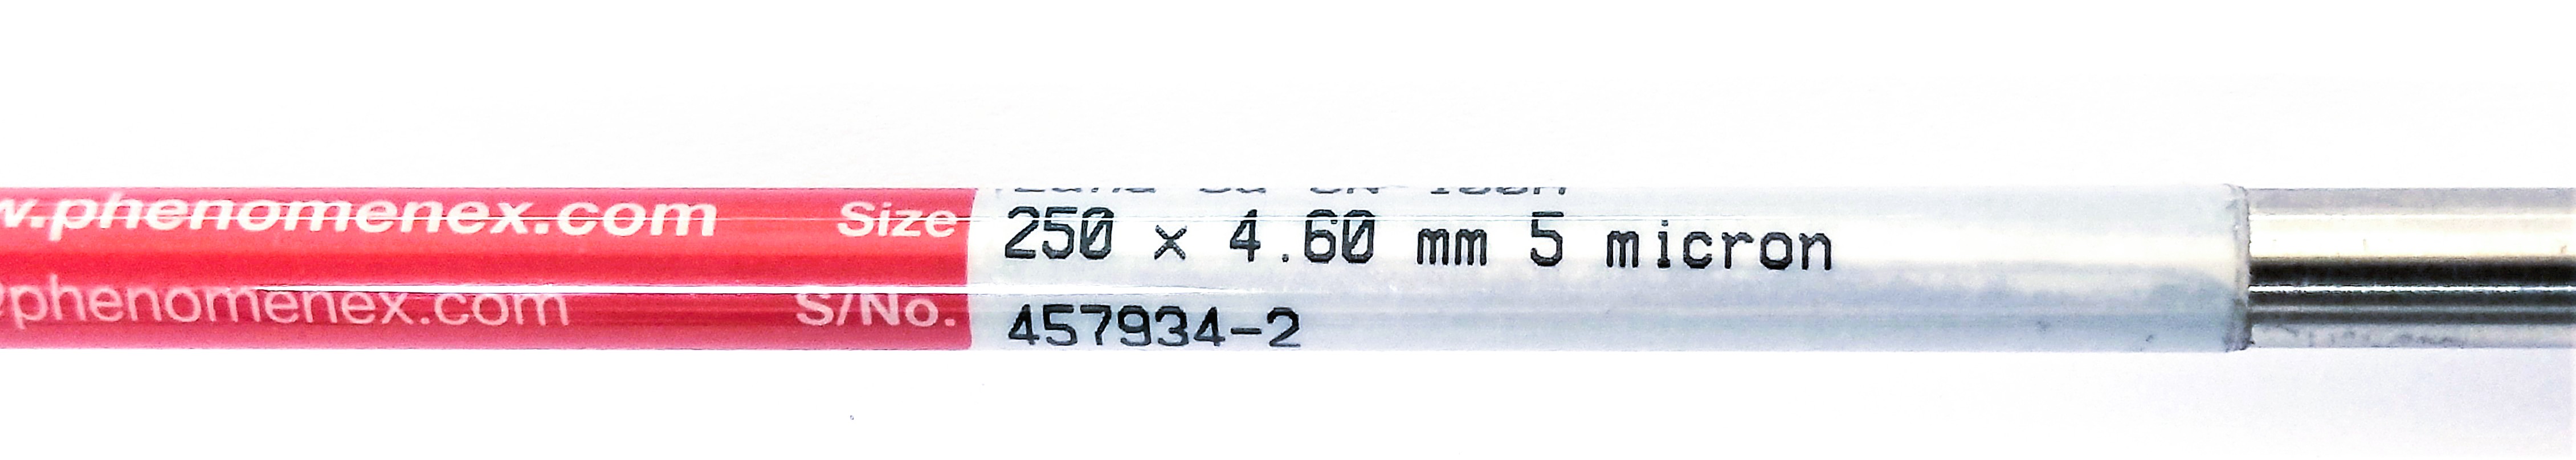 w.phenomenex.com Size 250 x 4.60 mm 5 micron
@phenomenex.com S/No. 457934-2